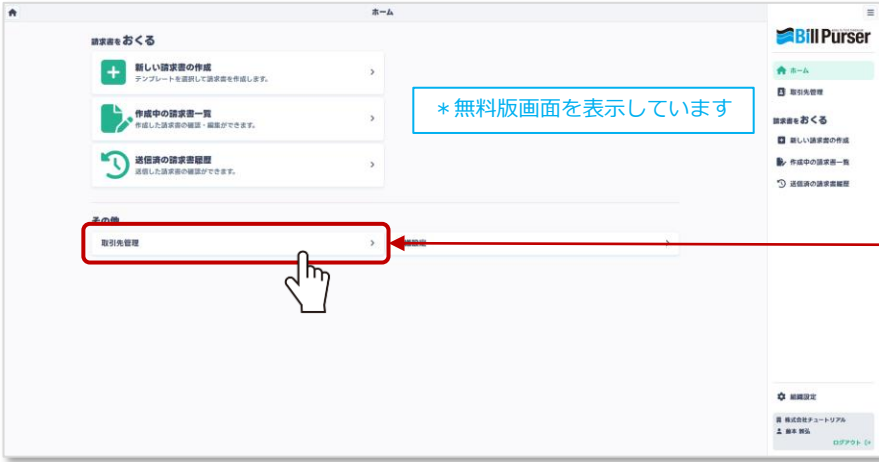 ホーム
Bill Purser
請求書をおくる
新しい請求書の作成
テンプレートを選択して請求書を作成します。
作成中の請求書一覧
作成した請求書の確認・編集ができます。
送信済の請求書履歴
送信した請求書の確認ができます。
＊無料版画面を表示しています
その他
取引先管理
組織設定
ホーム
取引先管理
請求書をおくる
新しい請求書の作成
作成中の請求書一覧
送信済の請求書履歴
組織設定
株式会社チュートリアル
ログアウト